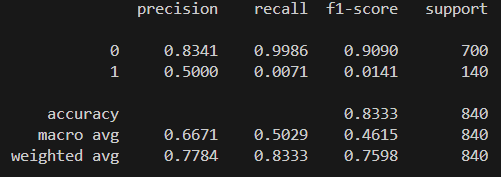 precision recall f1-score support
0 0.8341 0.9986 0.9090 700
1 0.5000 0.0071 0.0141 140
accuracy 0.8333 840
macro avg 0.6671 0.5029 0.4615 840
weighted avg 0.7784 0.8333 0.7598 840